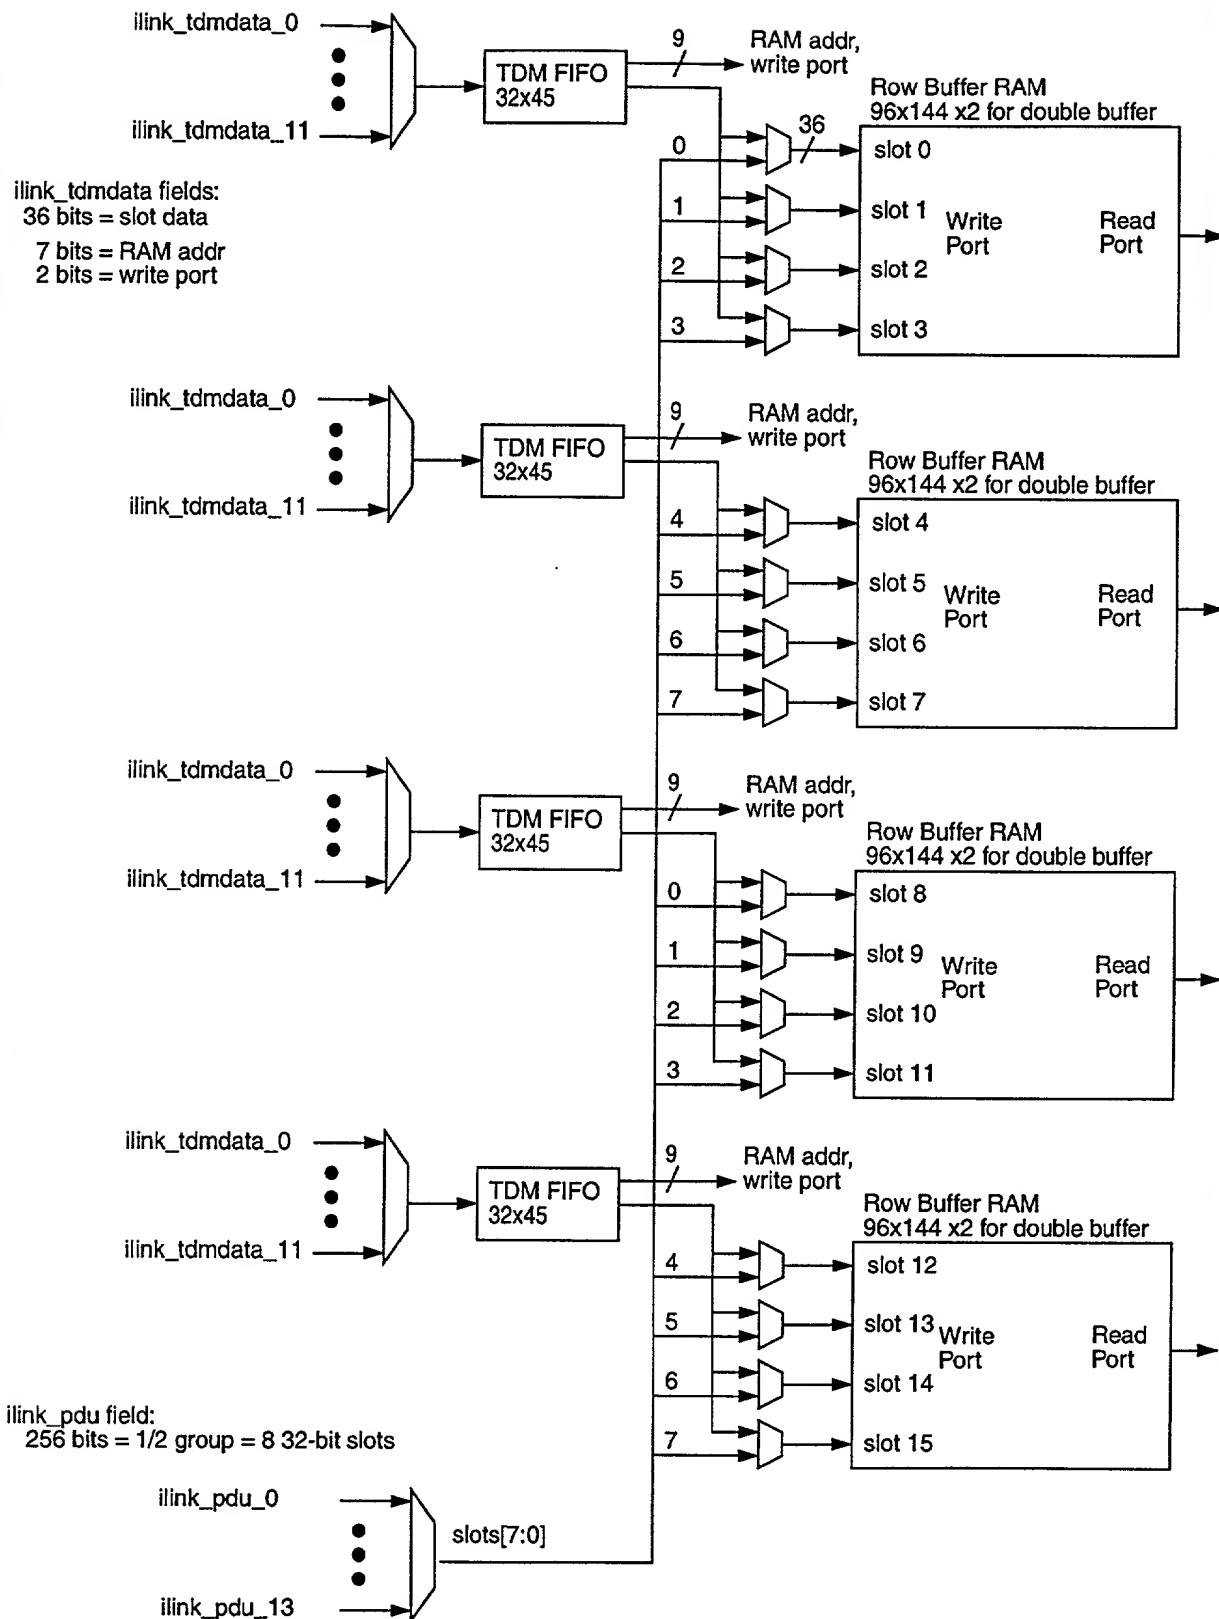 ilink_tdmdata_0
ilink_tdmdata_11
TDM FIFO
32x45
9
RAM addr,
write port
Row Buffer RAM
96x144 x2 for double buffer
36
0
1
2
3
slot 0
slot 1
slot 2
slot 3
Write
Port
Read
Port
ilink_tdmdata fields:
36 bits = slot data
7 bits = RAM addr
2 bits = write port
ilink_tdmdata_0
ilink_tdmdata_11
TDM FIFO
32x45
9
RAM addr,
write port
Row Buffer RAM
96x144 x2 for double buffer
4
5
6
7
slot 4
slot 5
slot 6
slot 7
Write
Port
Read
Port
ilink_tdmdata_0
ilink_tdmdata_11
TDM FIFO
32x45
9
RAM addr,
write port
Row Buffer RAM
96x144 x2 for double buffer
0
1
2
3
slot 8
slot 9
slot 10
slot 11
Write
Port
Read
Port
ilink_tdmdata_0
ilink_tdmdata_11
TDM FIFO
32x45
9
RAM addr,
write port
Row Buffer RAM
96x144 x2 for double buffer
4
5
6
7
slot 12
slot 13
slot 14
slot 15
Write
Port
Read
Port
ilink_pdu field:
256 bits = 1/2 group = 8 32-bit slots
ilink_pdu_0
slots[7:0]
ilink_pdu_13